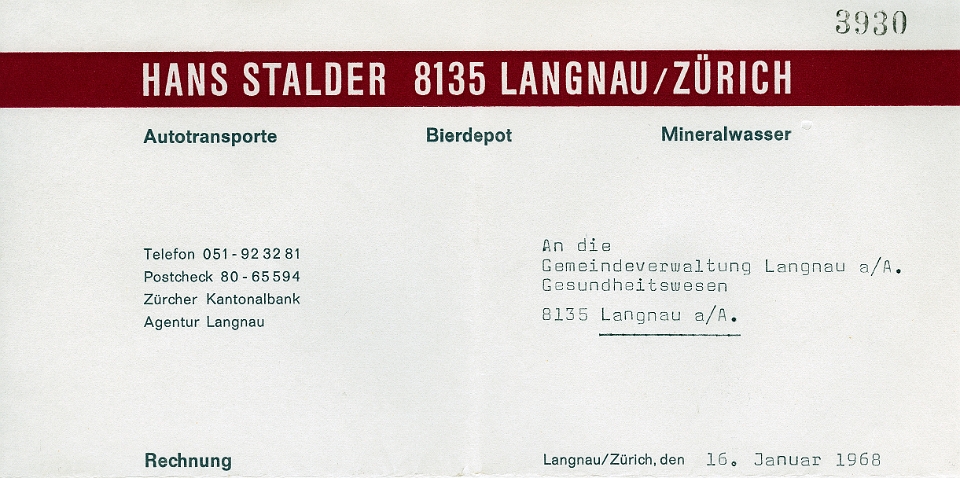 3930
HANS STALDER 8135 LANGNAU/ZÜRICH
Autotransporte Bierdepot Mineralwasser
Telefon 051-92 32 81
Postcheck 80-65594
Zürcher Kantonalbank
Agentur Langnau
An die
Gemeindeverwaltung Langnau a/A.
Gesundheitswesen
8135 Langnau a/A.
Rechnung
Langnau/Zürich, den 16. Januar 1968